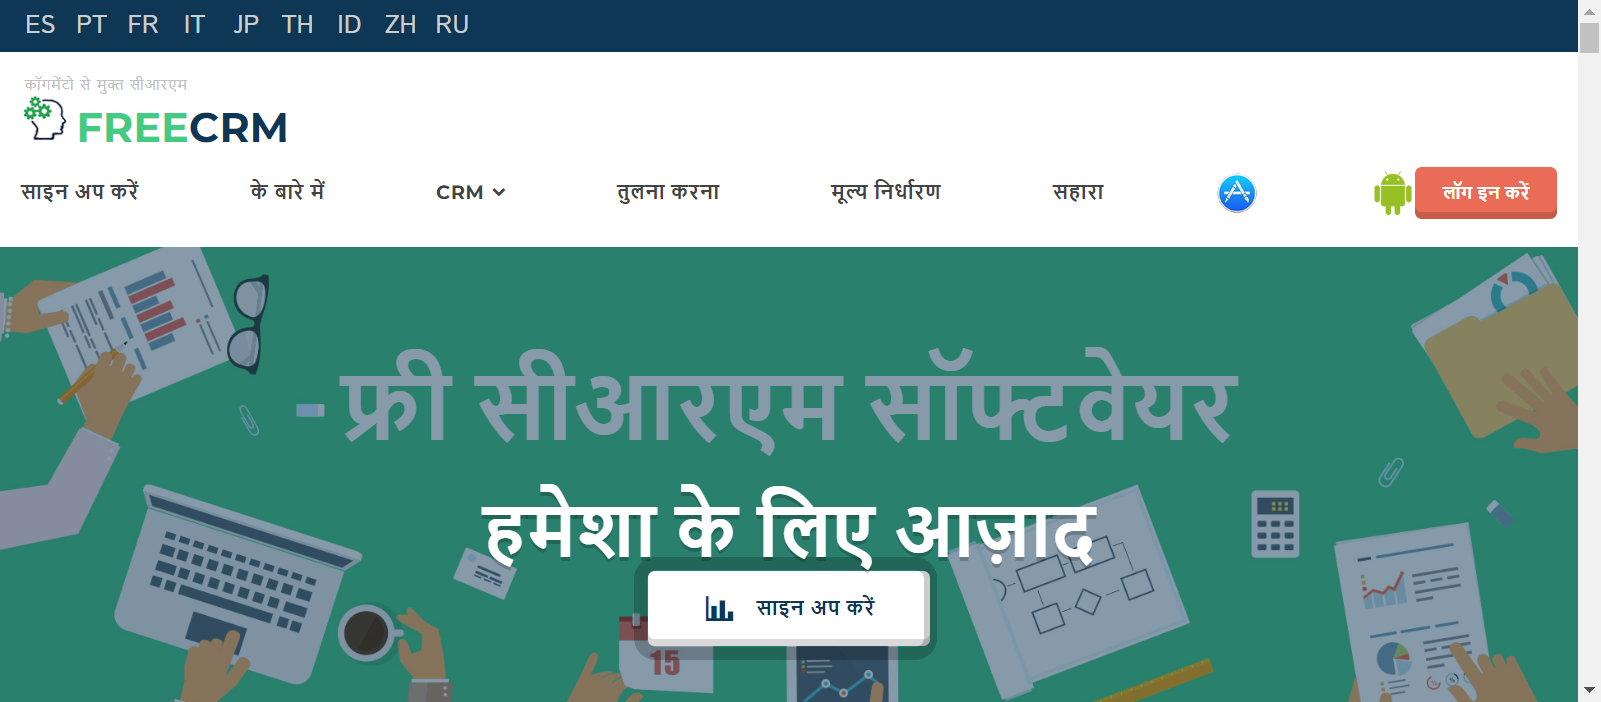 ES PT FR IT JP TH ID ZH RU
कॉगमेंटो से मुक्त सीआरएम
FREECRM
साइन अप करें के बारे में CRM तुलना करना मूल्य निर्धारण सहारा लॉग इन करें
- फ्री सीआरएम सॉफ्टवेयर
हमेशा के लिए आज़ाद
साइन अप करें
15